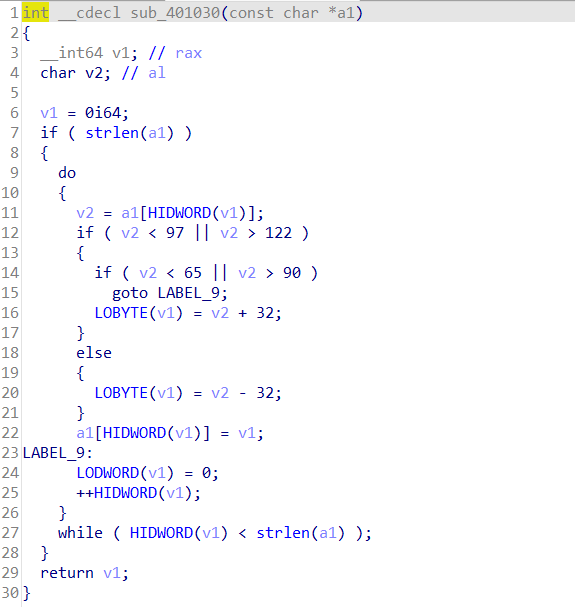 1 int __cdecl sub_401030(const char *a1)
2 {
3   __int64 v1; // rax
4   char v2; // al
5
6   v1 = 0i64;
7   if ( strlen(a1) )
8   {
9     do
10     {
11       v2 = a1[HIDWORD(v1)];
12       if ( v2 < 97 || v2 > 122 )
13       {
14         if ( v2 < 65 || v2 > 90 )
15           goto LABEL_9;
16         LOBYTE(v1) = v2 + 32;
17       }
18       else
19       {
20         LOBYTE(v1) = v2 - 32;
21       }
22       a1[HIDWORD(v1)] = v1;
23 LABEL_9:
24       LODWORD(v1) = 0;
25       ++HIDWORD(v1);
26     }
27     while ( HIDWORD(v1) < strlen(a1) );
28   }
29   return v1;
30 }